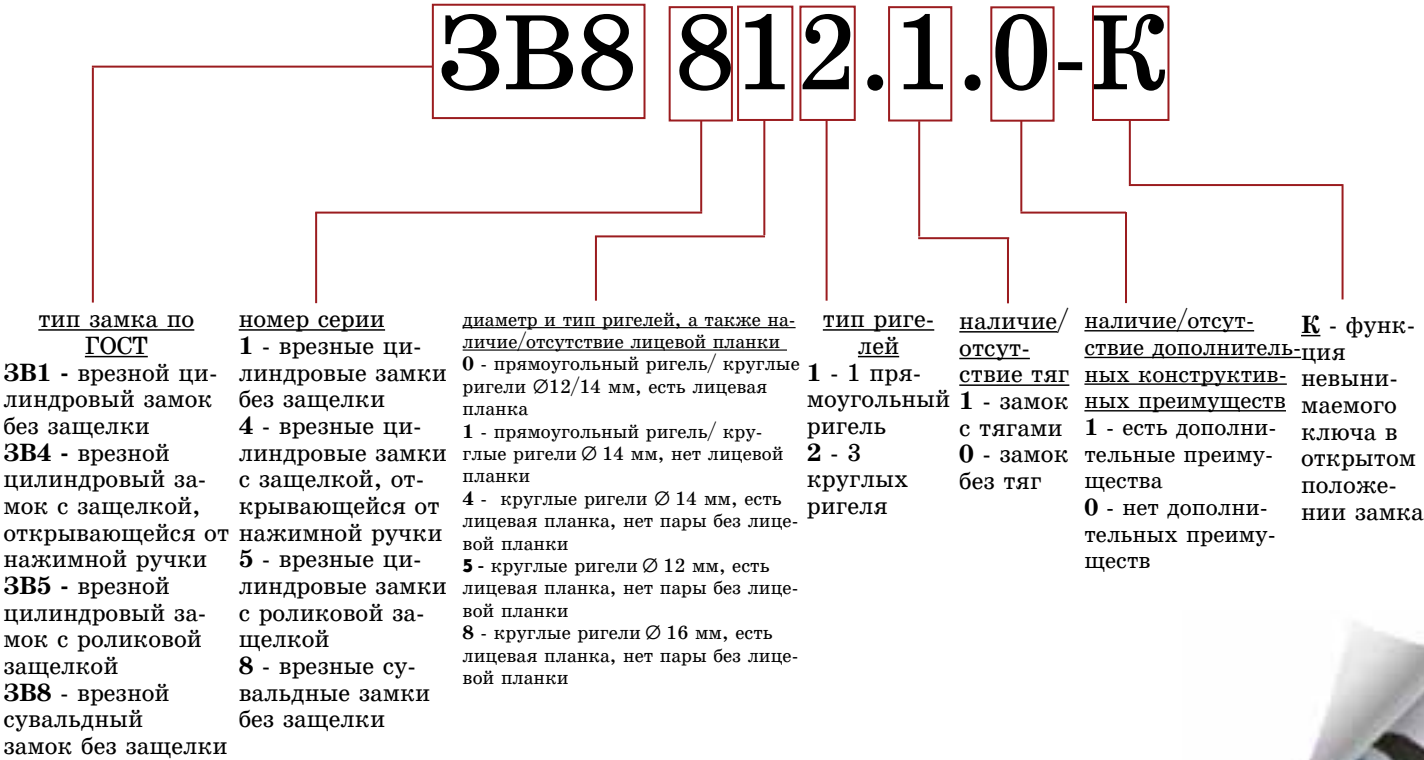 ЗВ8 812.1.0-К
тип замка по
ГОСТ
ЗВ1 - врезной ци-
линдровый замок
без защелки
ЗВ4 - врезной
цилиндровый за-
мок с защелкой,
открывающейся от
нажимной ручки
ЗВ5 - врезной
цилиндровый за-
мок с роликовой
защелкой
ЗВ8 - врезной
сувальдный
замок без защелки
номер серии
1 - врезные ци-
линдровые замки
без защелки
4 - врезные ци-
линдровые замки
с защелкой, от-
крывающейся от
нажимной ручки
5 - врезные ци-
линдровые замки
с роликовой за-
щелкой
8 - врезные су-
вальдные замки
без защелки
диаметр и тип ригелей, а также на-
личие/отсутствие лицевой планки
0 - прямоугольный ригель/ круглые
ригели Ø12/14 мм, есть лицевая
планка
1 - прямоугольный ригель/ кру-
глые ригели Ø 14 мм, нет лицевой
планки
4 - круглые ригели Ø 14 мм, есть
лицевая планка, нет пары без лице-
вой планки
5 - круглые ригели Ø 12 мм, есть
лицевая планка, нет пары без лице-
вой планки
8 - круглые ригели Ø 16 мм, есть
лицевая планка, нет пары без лице-
вой планки
тип риге-
лей
1 - 1 пря-
моугольный
ригель
2 - 3
круглых
ригеля
наличие/
отсут-
ствие тяг
1 - замок
с тягами
0 - замок
без тяг
наличие/отсут-
ствие дополнитель-
ных конструктив-
ных преимуществ
1 - есть дополни-
тельные преиму-
щества
0 - нет дополни-
тельных преиму-
ществ
К - функ-
ция
невыни-
маемого
ключа в
открытом
положе-
нии замка